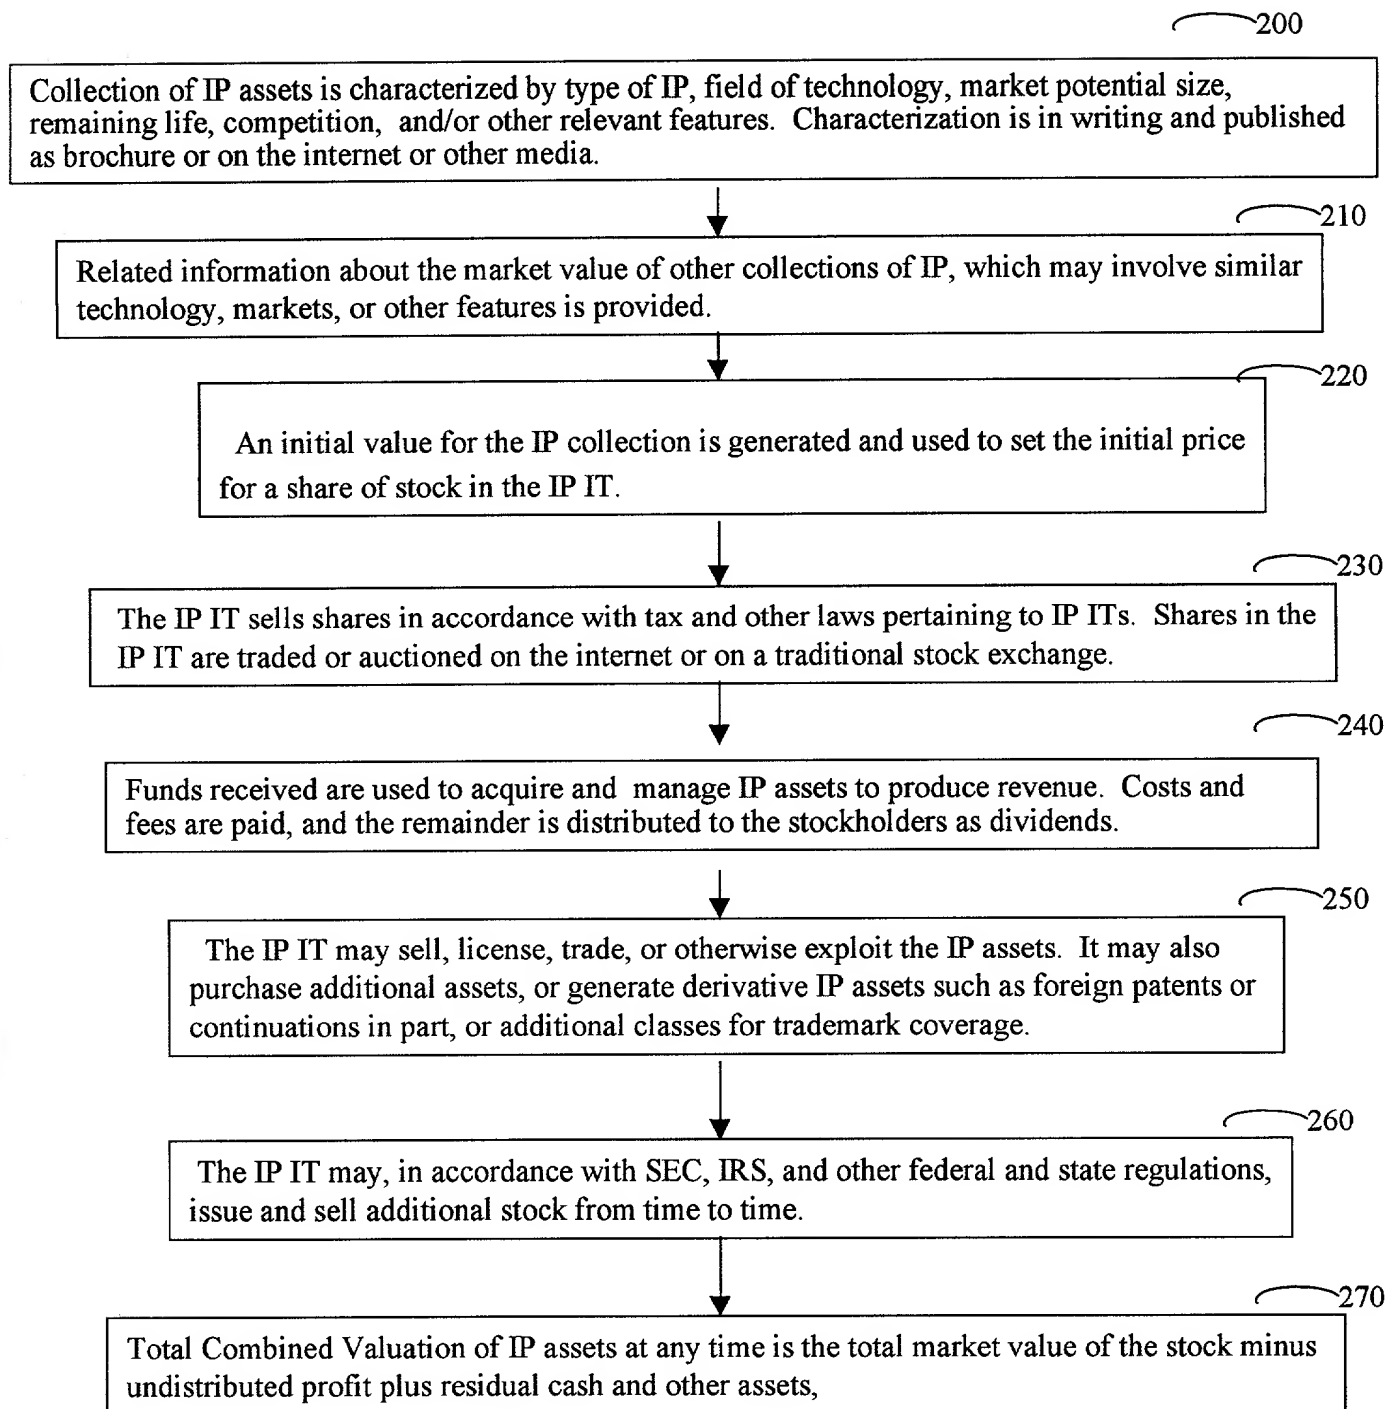 200
Collection of IP assets is characterized by type of IP, field of technology, market potential size,
remaining life, competition, and/or other relevant features. Characterization is in writing and published
as brochure or on the internet or other media.
210
Related information about the market value of other collections of IP, which may involve similar
technology, markets, or other features is provided.
220
An initial value for the IP collection is generated and used to set the initial price
for a share of stock in the IP IT.
230
The IP IT sells shares in accordance with tax and other laws pertaining to IP ITs. Shares in the
IP IT are traded or auctioned on the internet or on a traditional stock exchange.
240
Funds received are used to acquire and manage IP assets to produce revenue. Costs and
fees are paid, and the remainder is distributed to the stockholders as dividends.
250
The IP IT may sell, license, trade, or otherwise exploit the IP assets. It may also
purchase additional assets, or generate derivative IP assets such as foreign patents or
continuations in part, or additional classes for trademark coverage.
260
The IP IT may, in accordance with SEC, IRS, and other federal and state regulations,
issue and sell additional stock from time to time.
270
Total Combined Valuation of IP assets at any time is the total market value of the stock minus
undistributed profit plus residual cash and other assets,